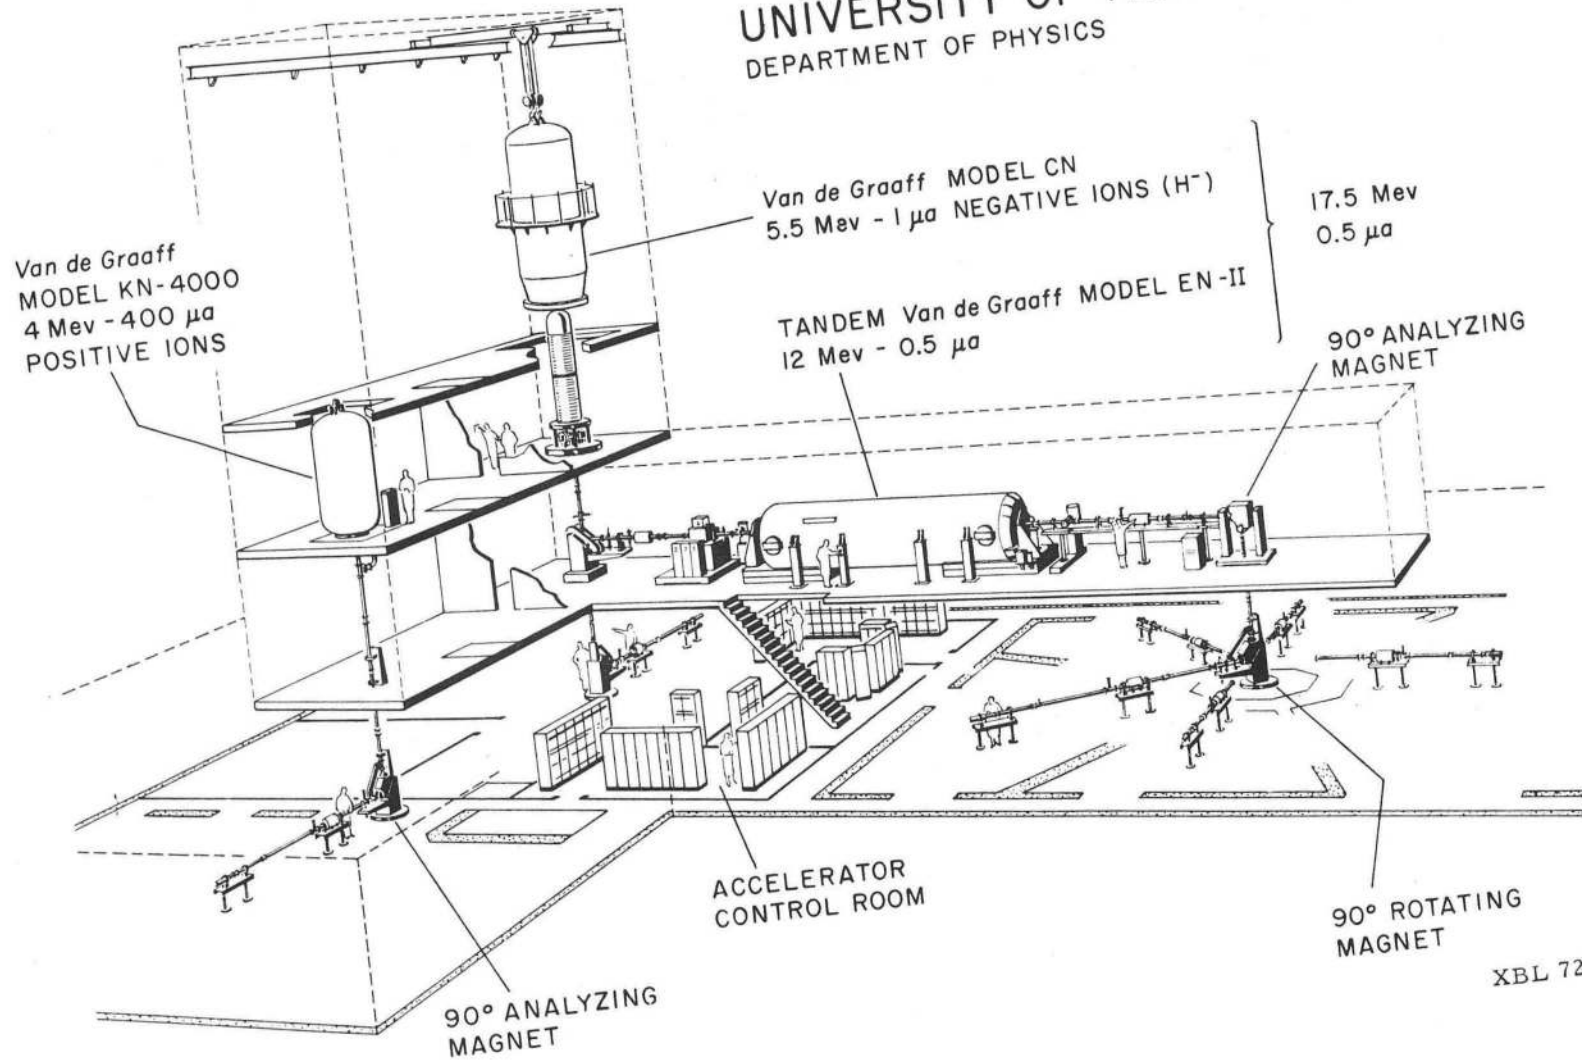 UNIVERSITY OF
DEPARTMENT OF PHYSICS
Van de Graaff MODEL CN
5.5 Mev - 1 μa NEGATIVE IONS (H⁻)
17.5 Mev
0.5 μa
Van de Graaff
MODEL KN-4000
4 Mev - 400 μa
POSITIVE IONS
TANDEM Van de Graaff MODEL EN-II
12 Mev - 0.5 μa
90° ANALYZING
MAGNET
ACCELERATOR
CONTROL ROOM
90° ROTATING
MAGNET
90° ANALYZING
MAGNET
XBL 72